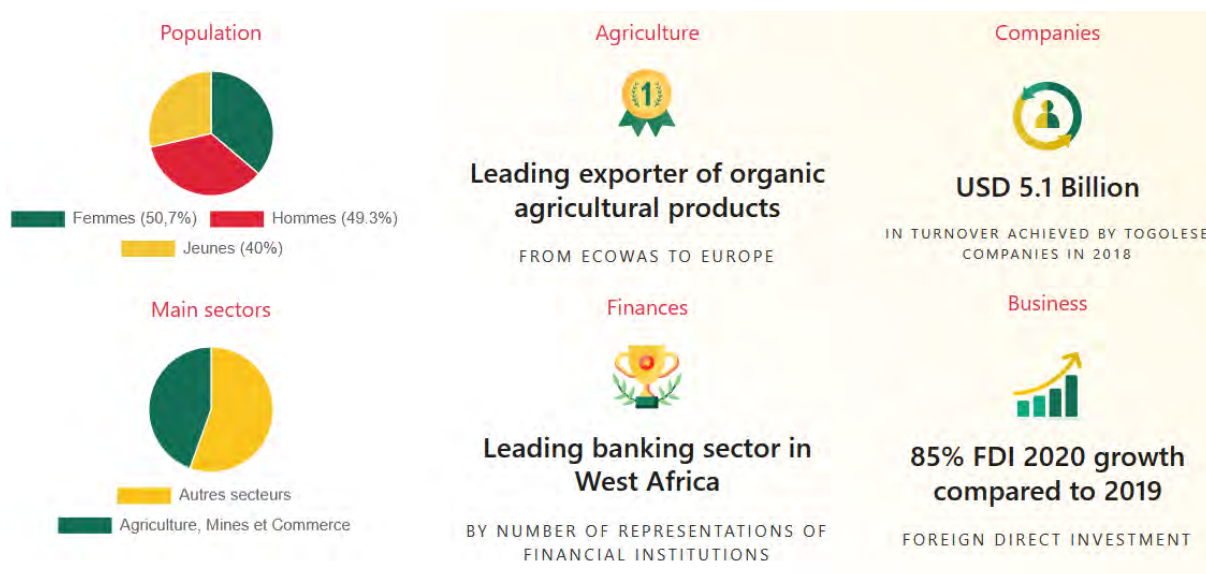 Population
Femmes (50,7%) Hommes (49.3%)
Jeunes (40%)
Agriculture
1
Leading exporter of organic
agricultural products
FROM ECOWAS TO EUROPE
Companies
USD 5.1 Billion
IN TURNOVER ACHIEVED BY TOGOLESE
COMPANIES IN 2018
Main sectors
Autres secteurs
Agriculture, Mines et Commerce
Finances
Leading banking sector in
West Africa
BY NUMBER OF REPRESENTATIONS OF
FINANCIAL INSTITUTIONS
Business
85% FDI 2020 growth
compared to 2019
FOREIGN DIRECT INVESTMENT